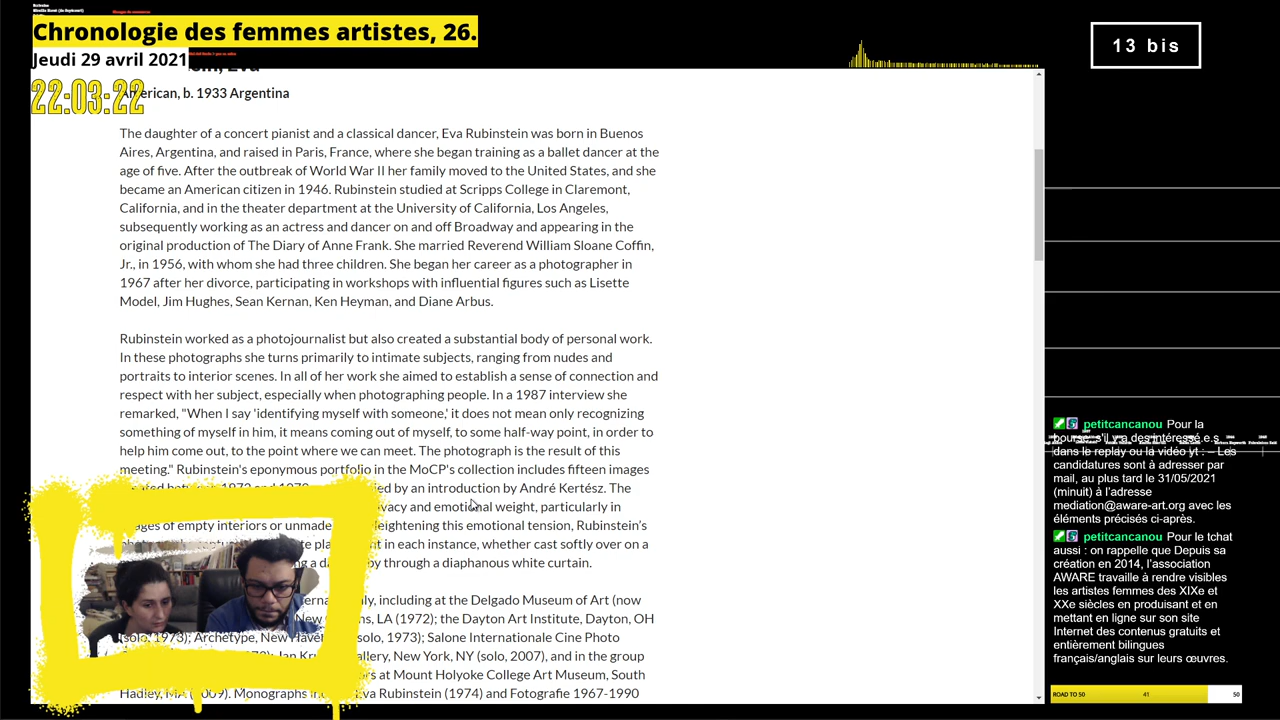 Chronologie des femmes artistes, 26.
Jeudi 29 avril 2021
22:03:22
13 bis
American, b. 1933 Argentina
The daughter of a concert pianist and a classical dancer, Eva Rubinstein was born in Buenos
Aires, Argentina, and raised in Paris, France, where she began training as a ballet dancer at the
age of five. After the outbreak of World War II her family moved to the United States, and she
became an American citizen in 1946. Rubinstein studied at Scripps College in Claremont,
California, and in the theater department at the University of California, Los Angeles,
subsequently working as an actress and dancer on and off Broadway and appearing in the
original production of The Diary of Anne Frank. She married Reverend William Sloane Coffin,
Jr., in 1956, with whom she had three children. She began her career as a photographer in
1967 after her divorce, participating in workshops with influential figures such as Lisette
Model, Jim Hughes, Sean Kernan, Ken Heyman, and Diane Arbus.
Rubinstein worked as a photojournalist but also created a substantial body of personal work.
In these photographs she turns primarily to intimate subjects, ranging from nudes and
portraits to interior scenes. In all of her work she aimed to establish a sense of connection and
respect with her subject, especially when photographing people. In a 1987 interview she
remarked, "When I say 'identifying myself with someone,' it does not mean only recognizing
something of myself in him, it means coming out of myself, to some half-way point, in order to
help him come out, to the point where we can meet. The photograph is the result of this
meeting." Rubinstein's eponymous portfolio in the MoCP's collection includes fifteen images
by an introduction by André Kertész. The
and emotional weight, particularly in
of empty interiors or heightening this emotional tension, Rubinstein's
in each instance, whether cast softly over on a
by through a diaphanous white curtain.
including at the Delgado Museum of Art (now
LA (1972); the Dayton Art Institute, Dayton, OH
(solo, 1973); Archetype, New Haven (solo, 1973); Salone Internationale Cine Photo
New York, NY (solo, 2007), and in the group
at Mount Holyoke College Art Museum, South
Hadley, MA (2009). Monographs Eva Rubinstein (1974) and Fotografie 1967-1990
petitcancanou Pour la
bourse s'il y a des intéressé.e.s
dans le replay ou la vidéo yt : – Les
candidatures sont à adresser par
mail, au plus tard le 31/05/2021
(minuit) à l'adresse
mediation@aware-art.org avec les
éléments précisés ci-après.
petitcancanou Pour le tchat
aussi : on rappelle que Depuis sa
création en 2014, l'association
AWARE travaille à rendre visibles
les artistes femmes des XIXe et
XXe siècles en produisant et en
mettant en ligne sur son site
Internet des contenus gratuits et
entièrement bilingues
français/anglais sur leurs œuvres.
ROAD TO 50 41 50